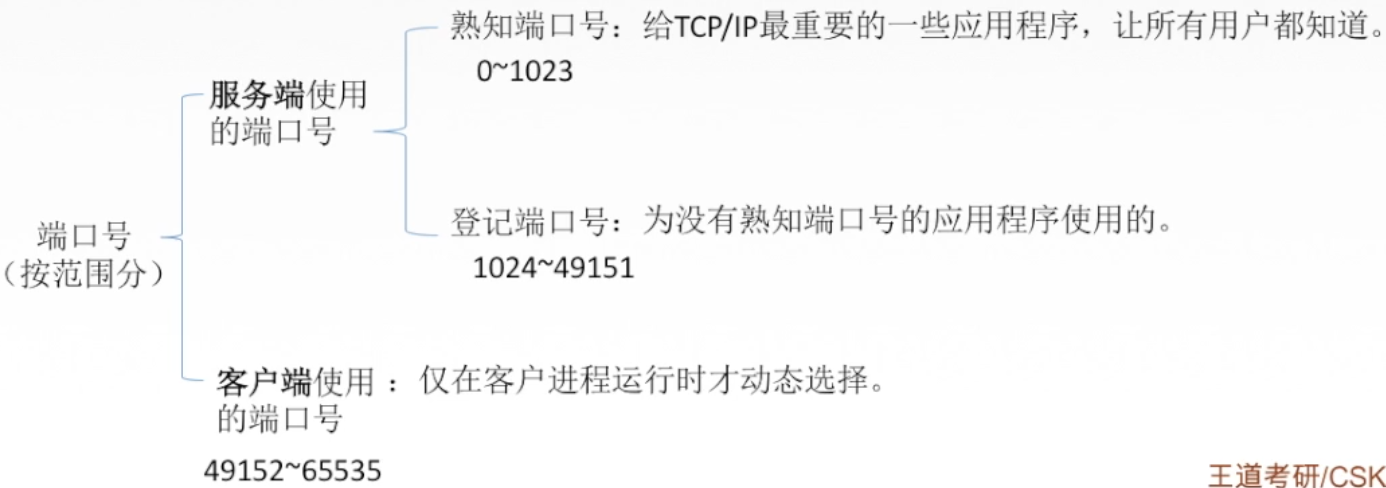 熟知端口号：给TCP/IP最重要的一些应用程序，让所有用户都知道。
0~1023
服务端使用
的端口号
登记端口号：为没有熟知端口号的应用程序使用的。
1024~49151
端口号
（按范围分）
客户端使用：仅在客户进程运行时才动态选择。
的端口号
49152~65535
王道考研/CSK